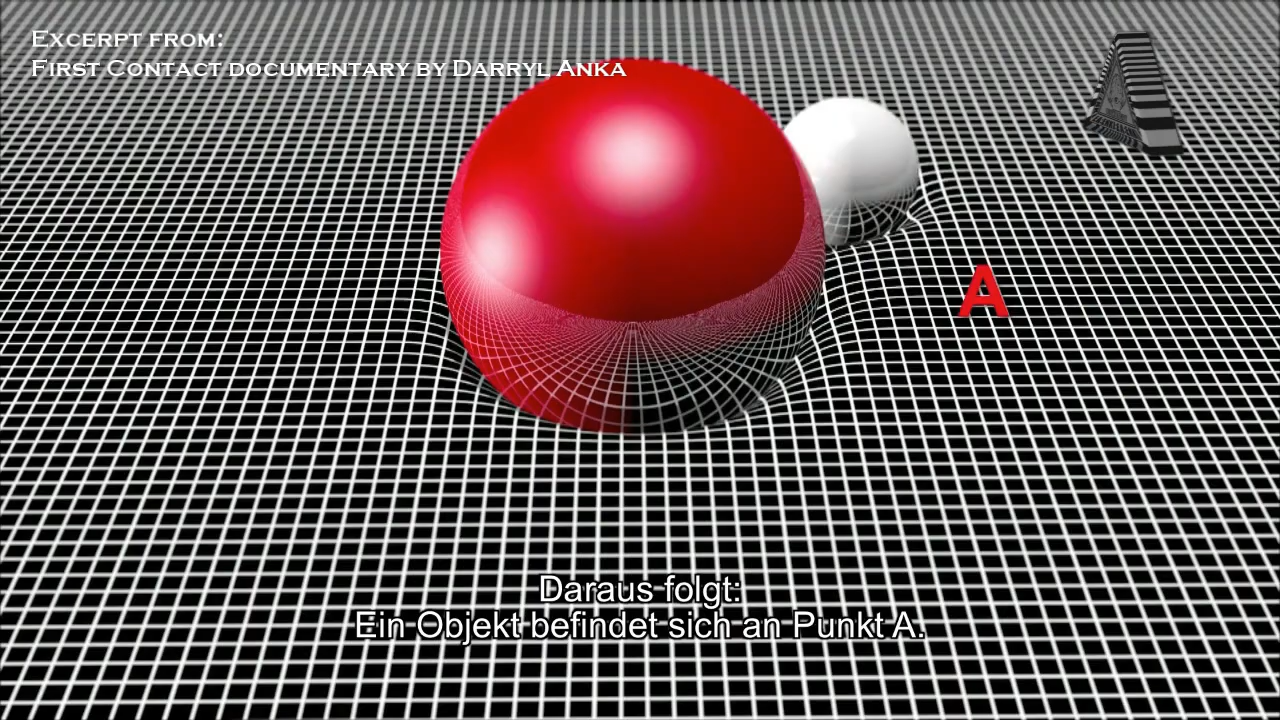 Excerpt from:
First Contact documentary by Darryl Anka
A
Daraus folgt:
Ein Objekt befindet sich an Punkt A.